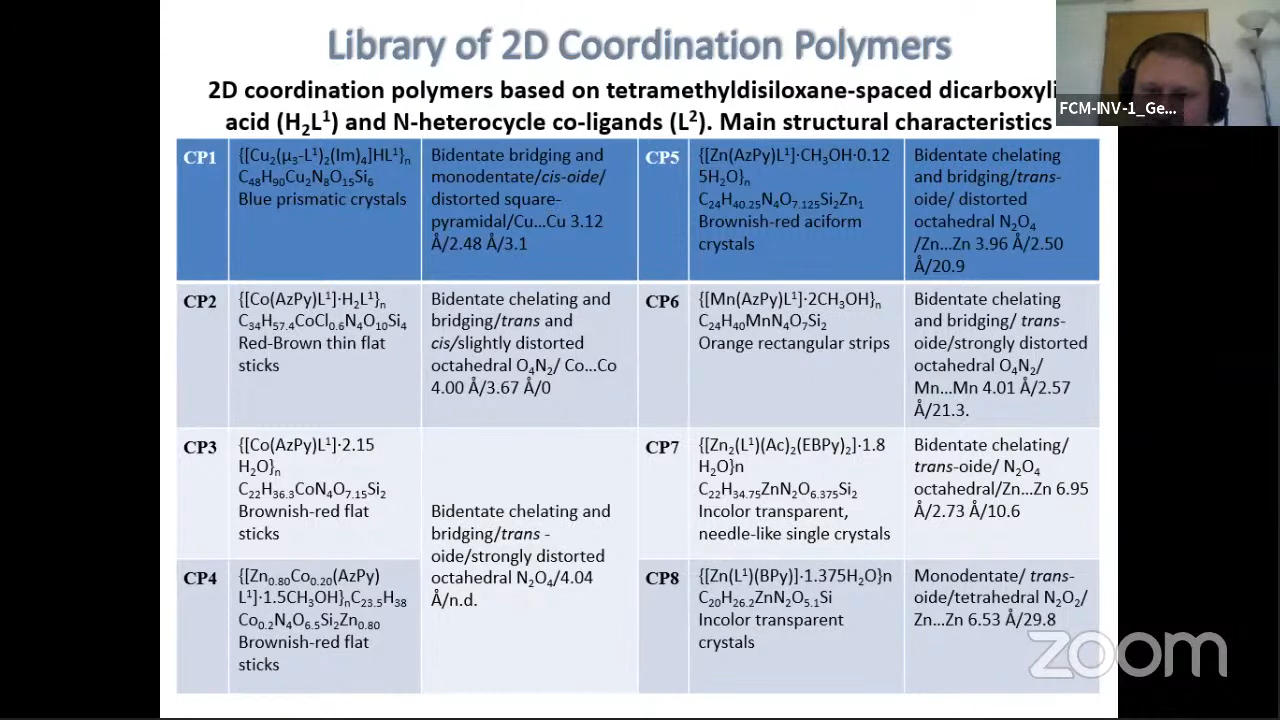 Library of 2D Coordination Polymers
2D coordination polymers based on tetramethyldisiloxane-spaced dicarboxyli
acid (H₂L¹) and N-heterocycle co-ligands (L²). Main structural characteristics
FCM-INV-1_Ge...
CP1
{[Cu₂(μ₃-L¹)₂(Im)₄]HL¹}ₙ
C₄₈H₉₀Cu₂N₈O₁₅Si₆
Blue prismatic crystals
Bidentate bridging and
monodentate/cis-oide/
distorted square-
pyramidal/Cu...Cu 3.12
Å/2.48 Å/3.1
CP5
{[Zn(AzPy)L¹]·CH₃OH·0.12
5H₂O}ₙ
C₂₄H₄₀.₂₅N₄O₇.₁₂₅Si₂Zn₁
Brownish-red aciform
crystals
Bidentate chelating
and bridging/trans-
oide/ distorted
octahedral N₂O₄
/Zn...Zn 3.96 Å/2.50
Å/20.9
CP2
{[Co(AzPy)L¹]·H₂L¹}ₙ
C₃₄H₅₇.₄CoCl₀.₆N₄O₁₀Si₄
Red-Brown thin flat
sticks
Bidentate chelating and
bridging/trans and
cis/slightly distorted
octahedral O₄N₂/ Co...Co
4.00 Å/3.67 Å/0
CP6
{[Mn(AzPy)L¹]·2CH₃OH}ₙ
C₂₄H₄₀MnN₄O₇Si₂
Orange rectangular strips
Bidentate chelating
and bridging/ trans-
oide/strongly distorted
octahedral O₄N₂/
Mn...Mn 4.01 Å/2.57
Å/21.3.
CP3
{[Co(AzPy)L¹]·2.15
H₂O}ₙ
C₂₂H₃₆.₃CoN₄O₇.₁₅Si₂
Brownish-red flat
sticks
Bidentate chelating and
bridging/trans -
oide/strongly distorted
octahedral N₂O₄/4.04
Å/n.d.
CP7
{[Zn₂(L¹)(Ac)₂(EBPy)₂]·1.8
H₂O}n
C₂₂H₃₄.₇₅ZnN₂O₆.₃₇₅Si₂
Incolor transparent,
needle-like single crystals
Bidentate chelating/
trans-oide/ N₂O₄
octahedral/Zn...Zn 6.95
Å/2.73 Å/10.6
CP4
{[Zn₀.₈₀Co₀.₂₀(AzPy)
L¹]·1.5CH₃OH}ₙC₂₃.₅H₃₈
Co₀.₂N₄O₆.₅Si₂Zn₀.₈₀
Brownish-red flat
sticks
CP8
{[Zn(L¹)(BPy)]·1.375H₂O}n
C₂₀H₂₆.₂ZnN₂O₅.₁Si
Incolor transparent
crystals
Monodentate/ trans-
oide/tetrahedral N₂O₂/
Zn...Zn 6.53 Å/29.8
zoom